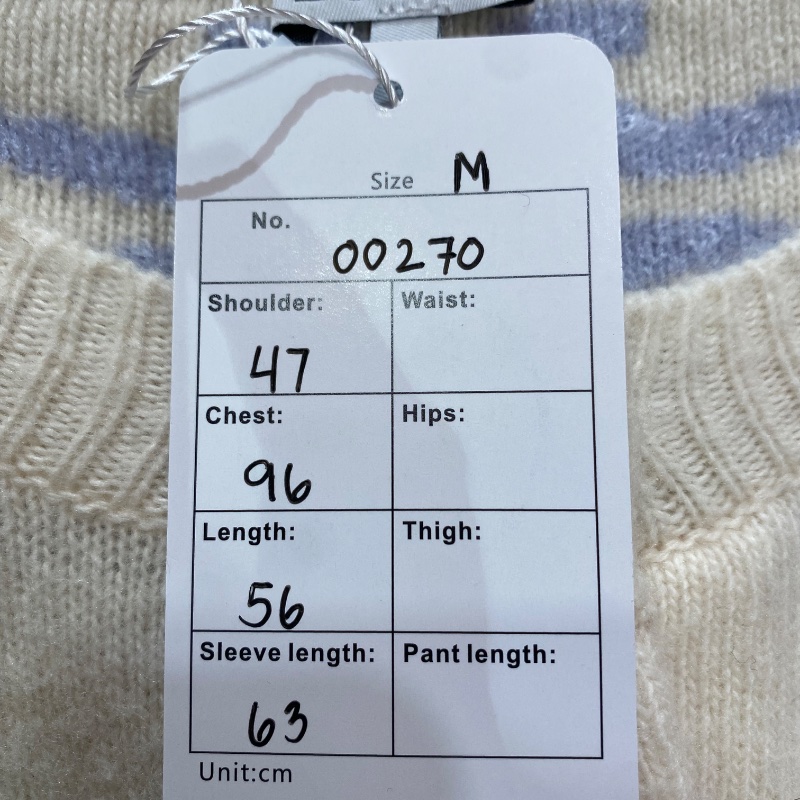 Size M
No.
00270
Shoulder: Waist:
47
Chest: Hips:
96
Length: Thigh:
56
Sleeve length: Pant length:
63
Unit:cm